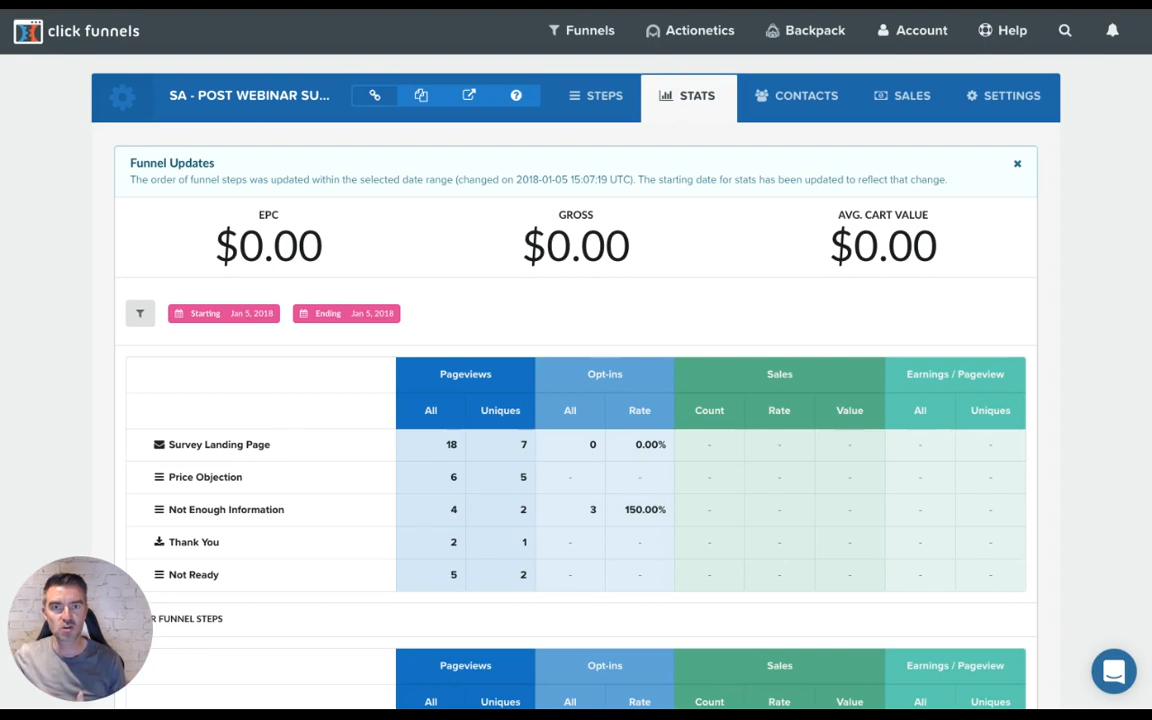 click funnels
Funnels Actionetics Backpack Account Help
SA - POST WEBINAR SU... STEPS STATS CONTACTS SALES SETTINGS
Funnel Updates
The order of funnel steps was updated within the selected date range (changed on 2018-01-05 15:07:19 UTC). The starting date for stats has been updated to reflect that change.
EPC GROSS AVG. CART VALUE
$0.00 $0.00 $0.00
Starting Jan 5, 2018 Ending Jan 5, 2018
Pageviews Opt-ins Sales Earnings / Pageview
All Uniques All Rate Count Rate Value All Uniques
Survey Landing Page 18 7 0 0.00% - - - - -
Price Objection 6 5 - - - - - - -
Not Enough Information 4 2 3 150.00% - - - - -
Thank You 2 1 - - - - - - -
Not Ready 5 2 - - - - - - -
R FUNNEL STEPS
Pageviews Opt-ins Sales Earnings / Pageview
All Uniques All Rate Count Rate Value All Uniques